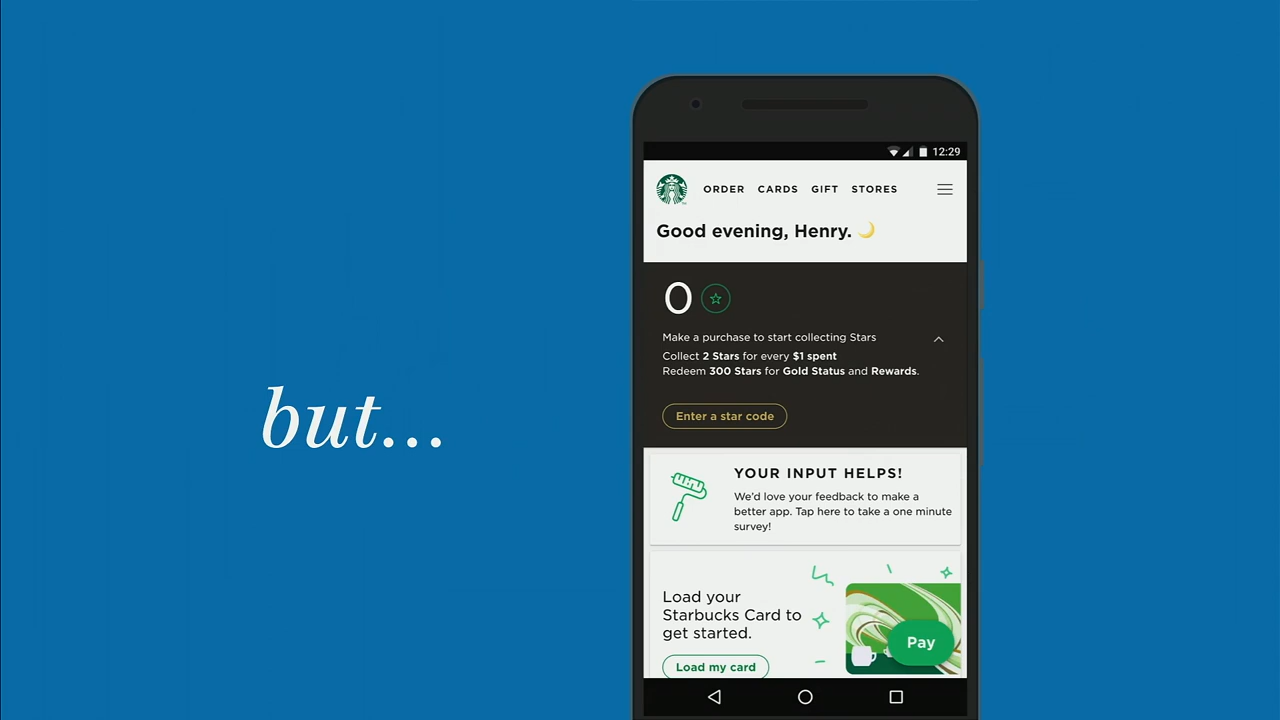 but...
12:29
ORDER CARDS GIFT STORES
Good evening, Henry.
0
Make a purchase to start collecting Stars
Collect 2 Stars for every $1 spent
Redeem 300 Stars for Gold Status and Rewards.
Enter a star code
YOUR INPUT HELPS!
We'd love your feedback to make a
better app. Tap here to take a one minute
survey!
Load your
Starbucks Card to
get started.
Pay
Load my card